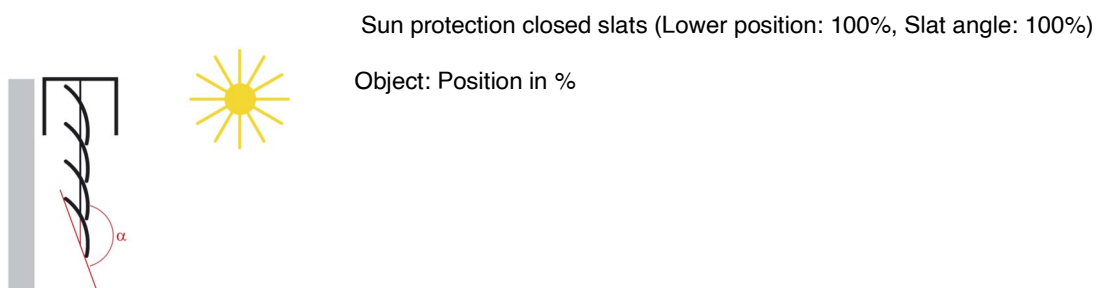 Sun protection closed slats (Lower position: 100%, Slat angle: 100%)
Object: Position in %
α